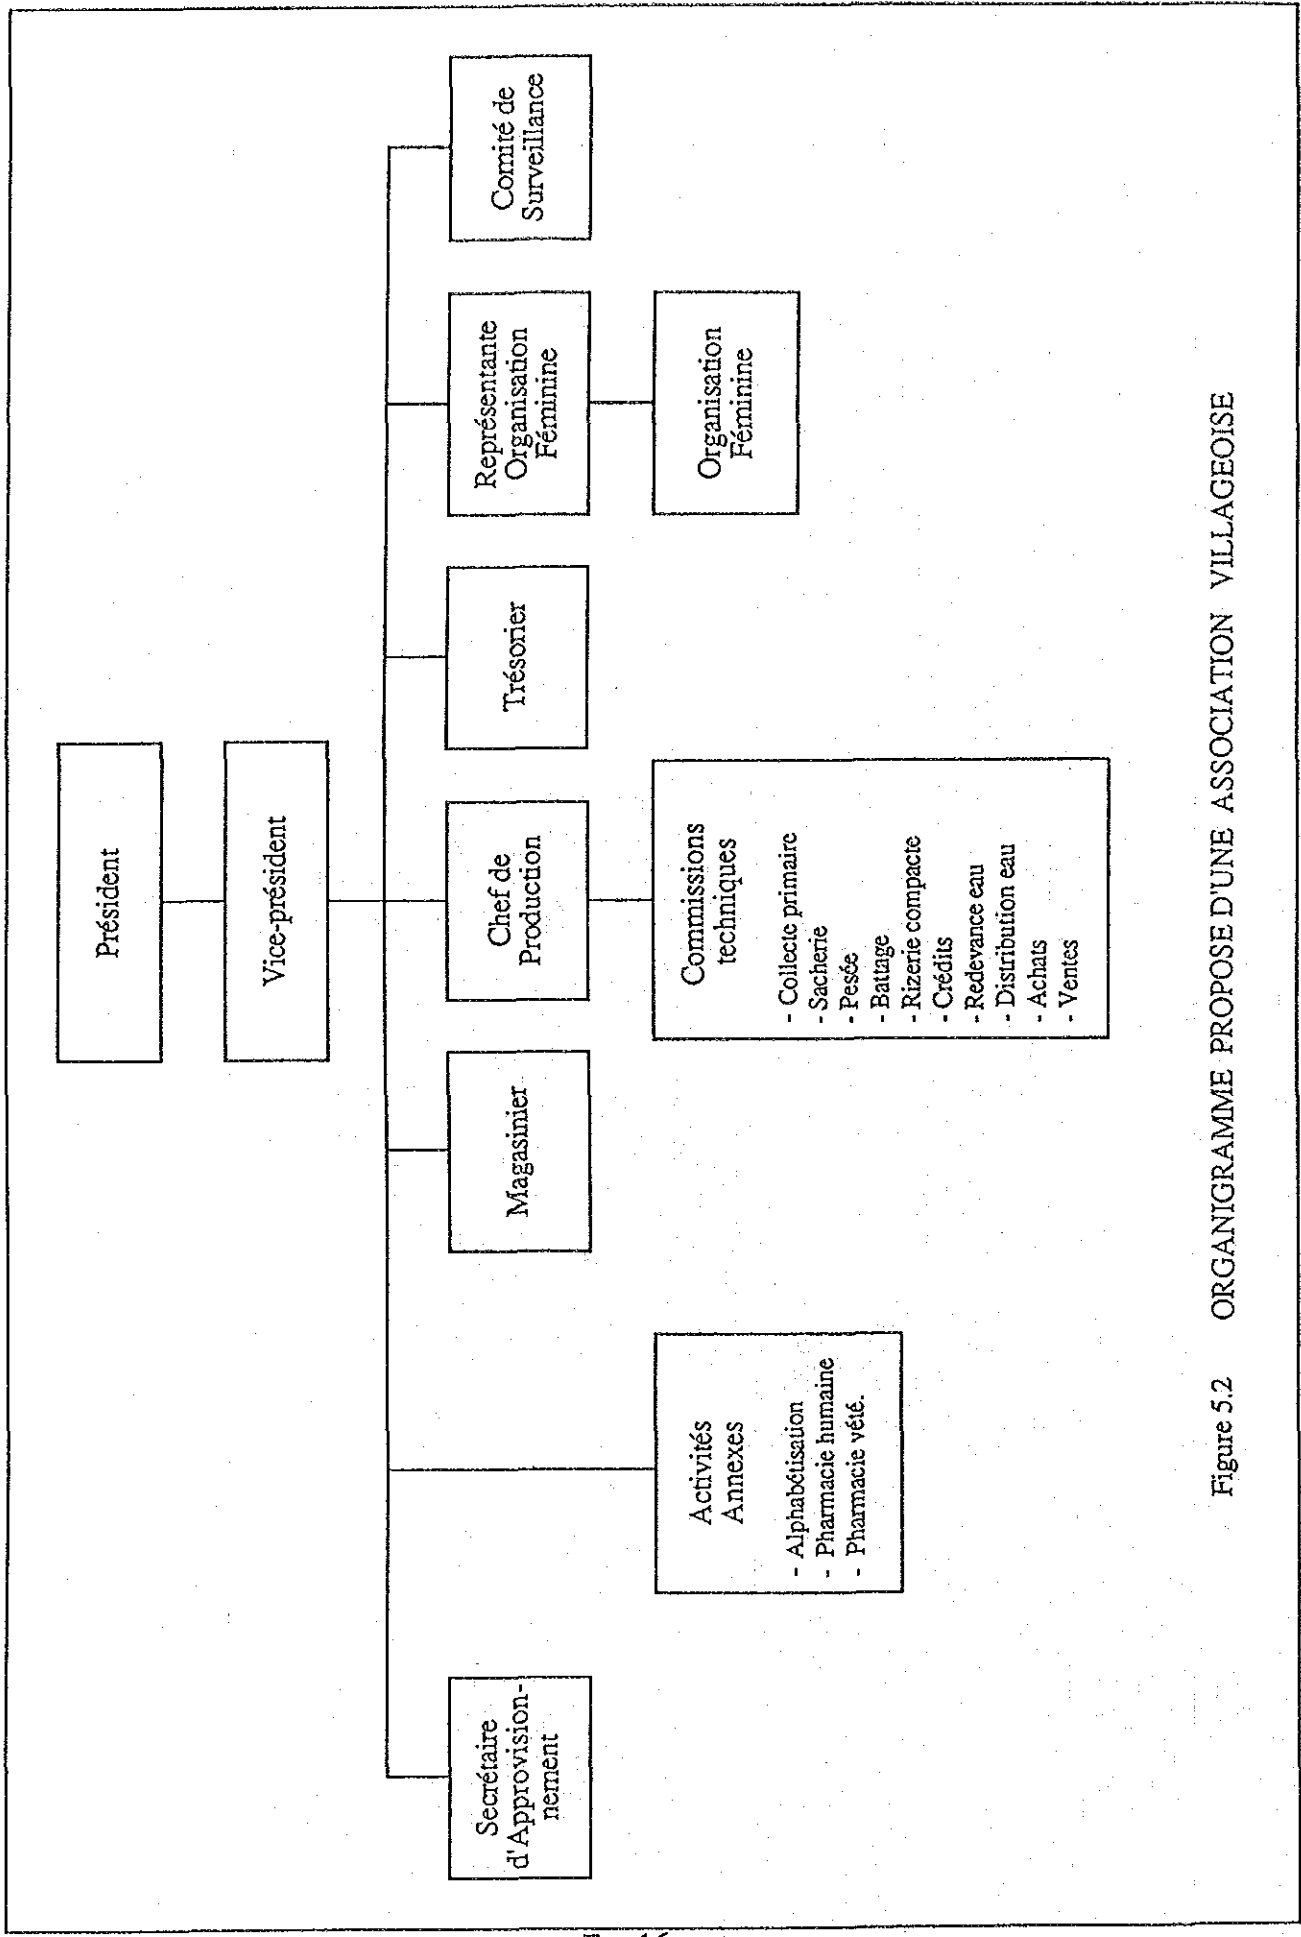 Président
Vice-président
Secrétaire
d'Approvision-
nement
Activités
Annexes
- Alphabétisation
- Pharmacie humaine
- Pharmacie vété.
Magasinier
Chef de
Production
Commissions
techniques
- Collecte primaire
- Sacherie
- Pesée
- Battage
- Rizerie compacte
- Crédits
- Redevance eau
- Distribution eau
- Achats
- Ventes
Trésorier
Représentante
Organisation
Féminine
Organisation
Féminine
Comité de
Surveillance
Figure 5.2 ORGANIGRAMME PROPOSE D'UNE ASSOCIATION VILLAGEOISE